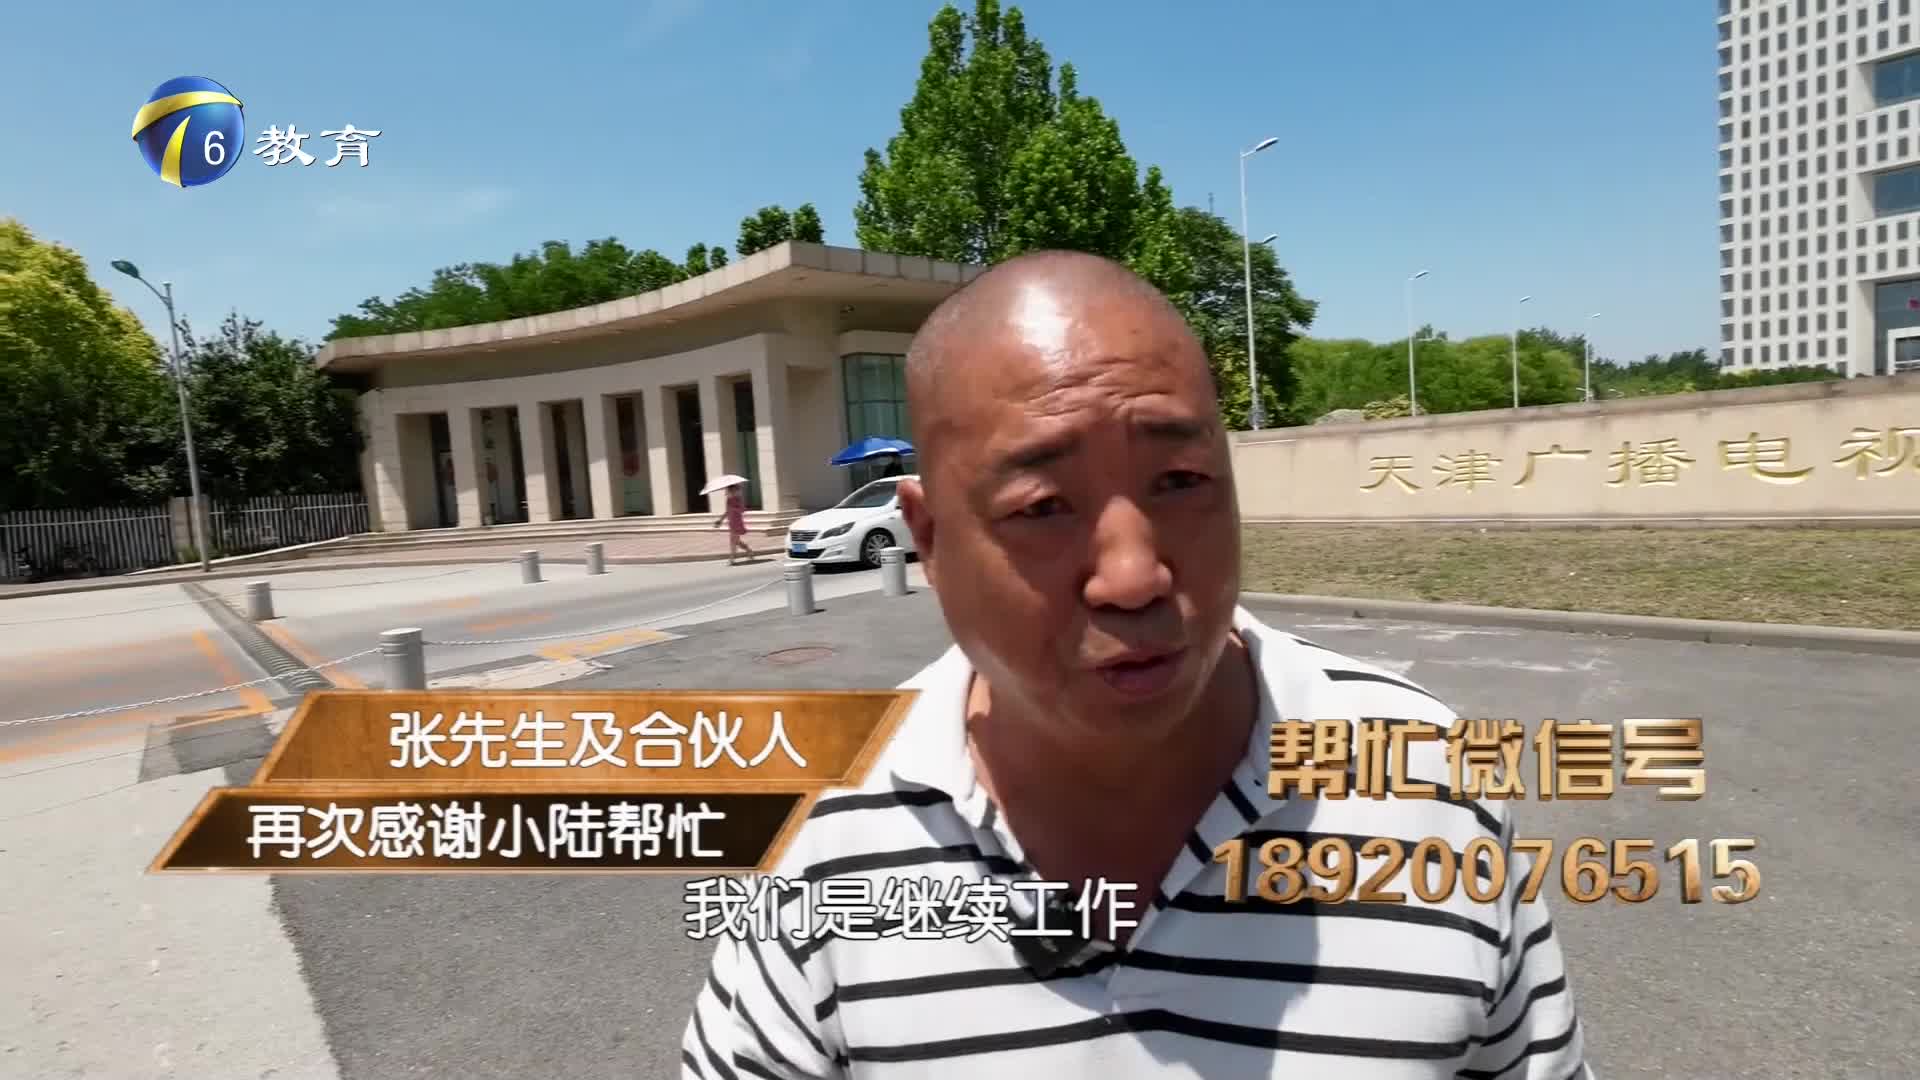 6 教育
天津广播电视
张先生及合伙人
再次感谢小陆帮忙
帮忙微信号
18920076515
我们是继续工作